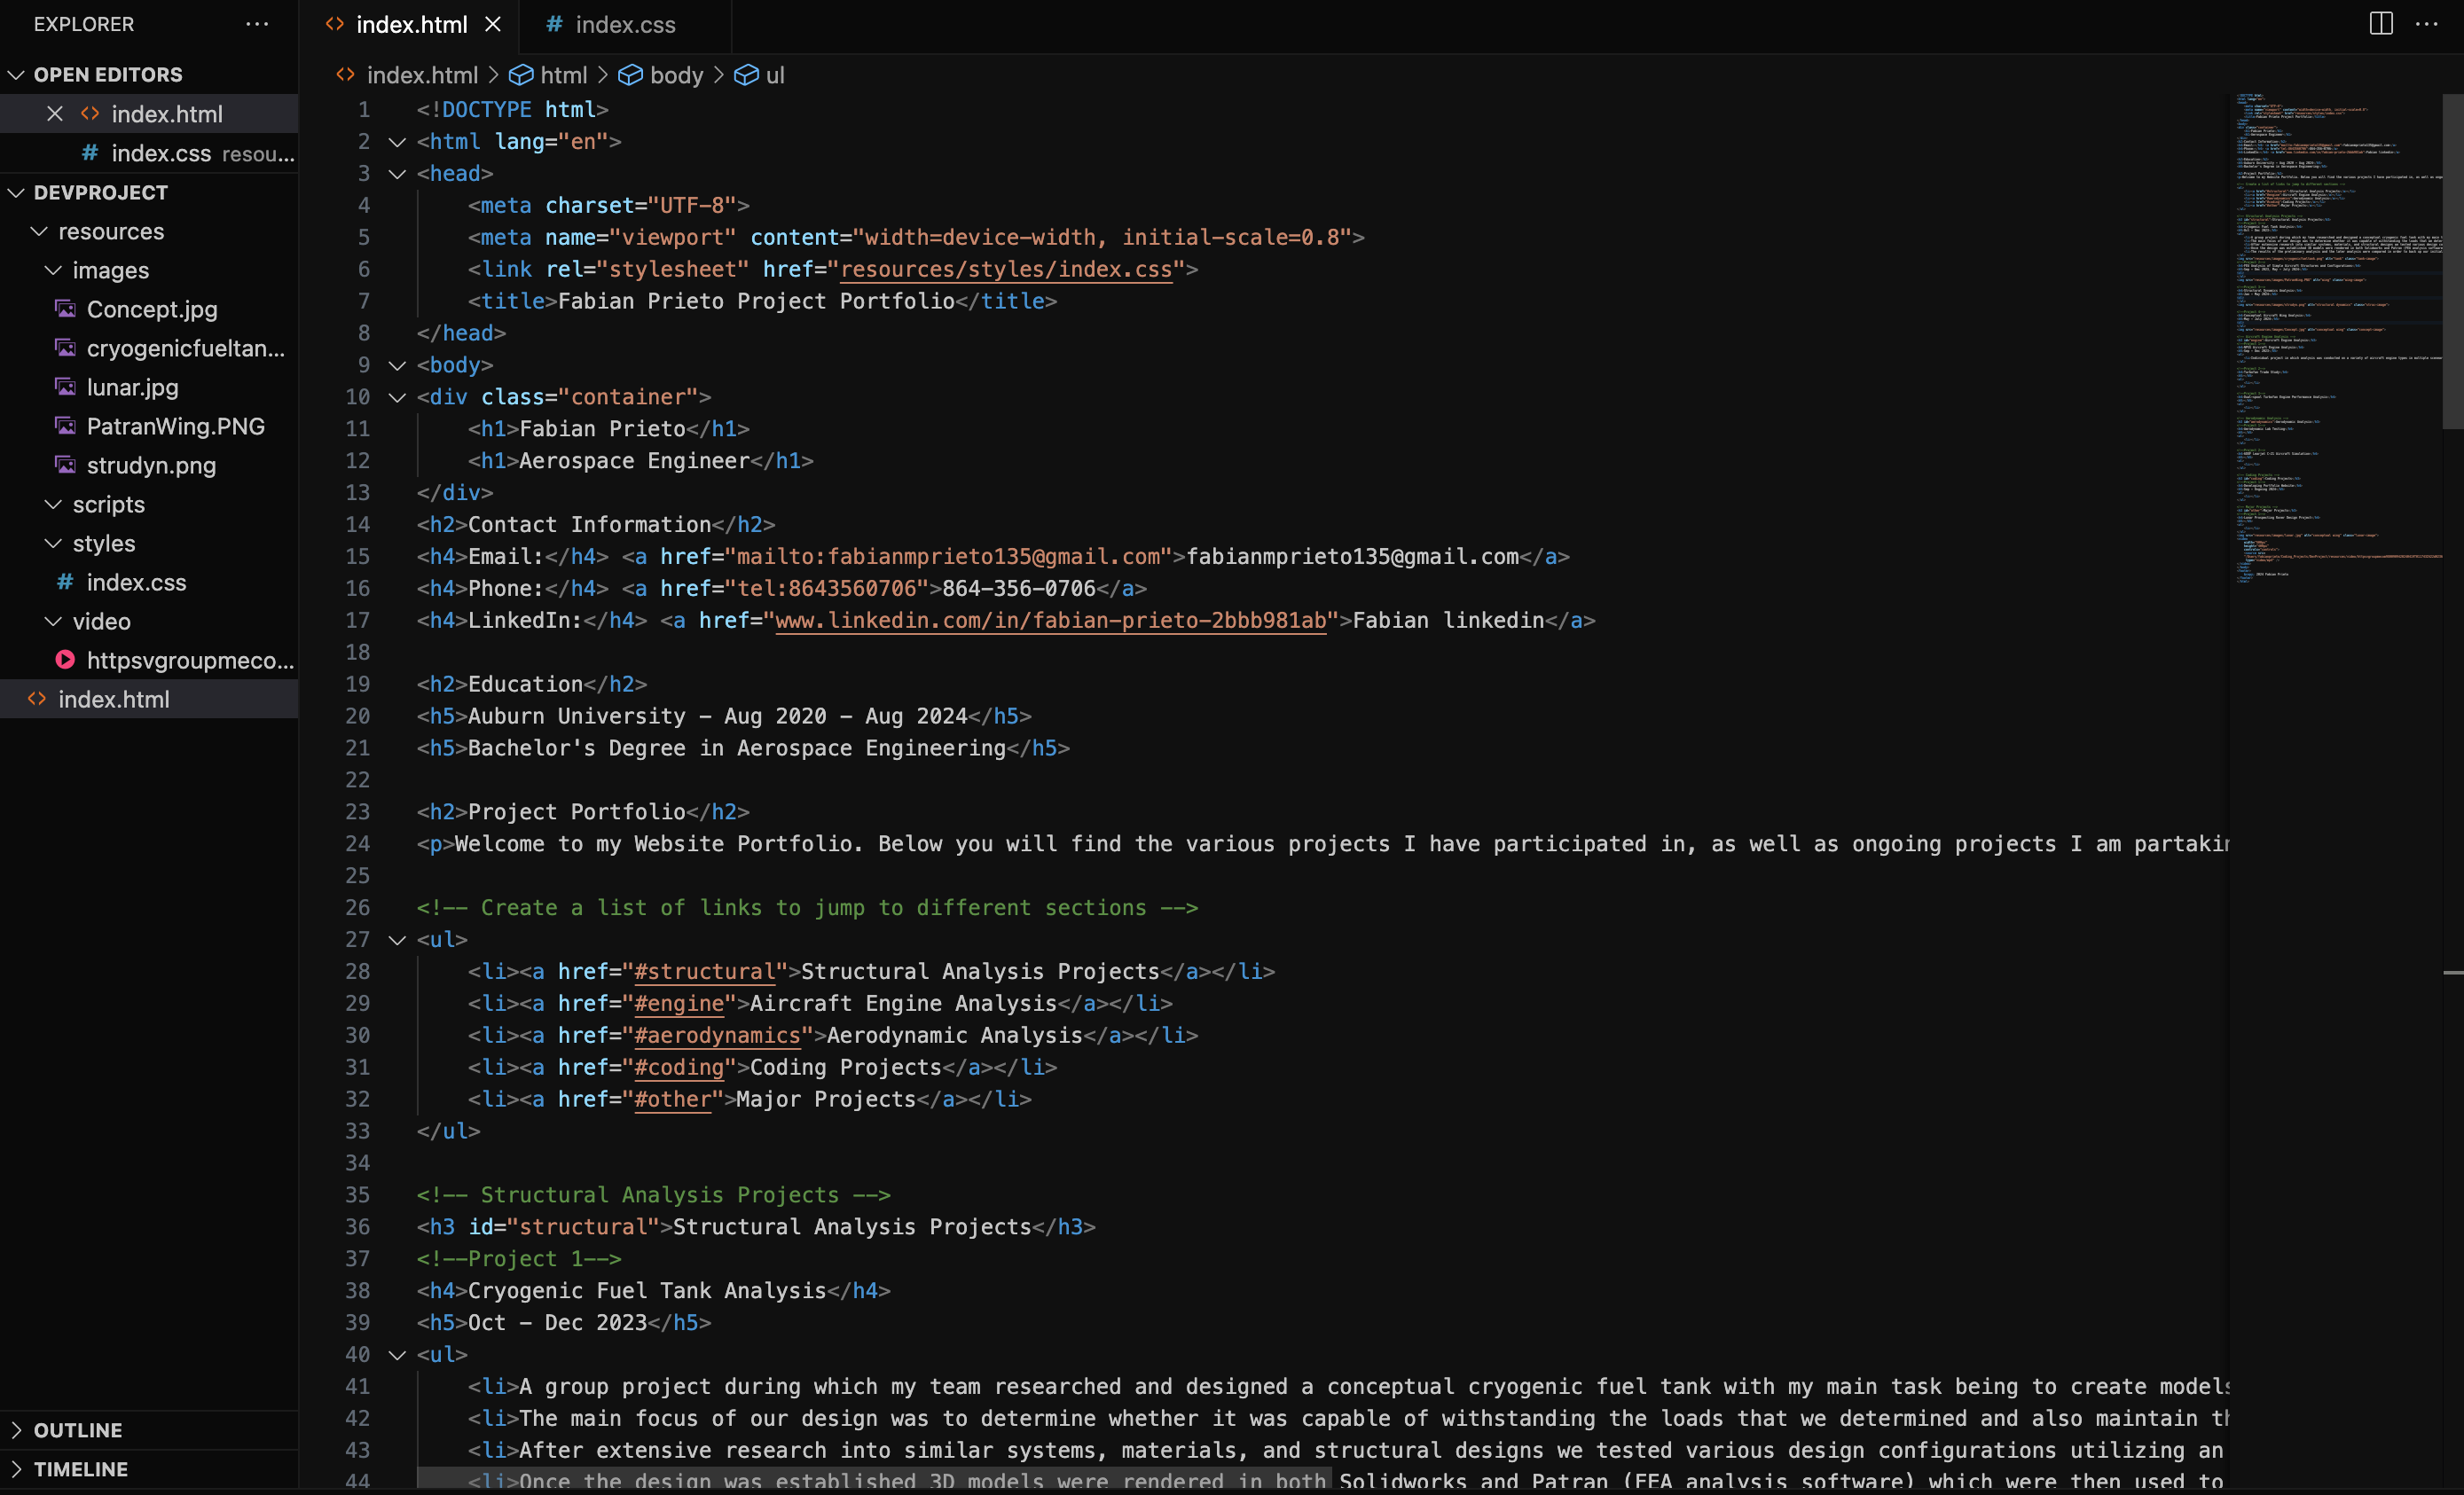 EXPLORER
index.html
index.css
OPEN EDITORS
index.html
index.css resou...
DEVPROJECT
resources
images
Concept.jpg
cryogenicfueltan...
lunar.jpg
PatranWing.PNG
strudyn.png
scripts
styles
index.css
video
httpsvgroupmeco...
index.html
OUTLINE
TIMELINE
index.html > html > body > ul
1 <!DOCTYPE html>
2 <html lang="en">
3 <head>
4 <meta charset="UTF-8">
5 <meta name="viewport" content="width=device-width, initial-scale=0.8">
6 <link rel="stylesheet" href="resources/styles/index.css">
7 <title>Fabian Prieto Project Portfolio</title>
8 </head>
9 <body>
10 <div class="container">
11 <h1>Fabian Prieto</h1>
12 <h1>Aerospace Engineer</h1>
13 </div>
14 <h2>Contact Information</h2>
15 <h4>Email:</h4> <a href="mailto:fabianmprieto135@gmail.com">fabianmprieto135@gmail.com</a>
16 <h4>Phone:</h4> <a href="tel:8643560706">864-356-0706</a>
17 <h4>LinkedIn:</h4> <a href="www.linkedin.com/in/fabian-prieto-2bbb981ab">Fabian linkedin</a>
18
19 <h2>Education</h2>
20 <h5>Auburn University - Aug 2020 - Aug 2024</h5>
21 <h5>Bachelor's Degree in Aerospace Engineering</h5>
22
23 <h2>Project Portfolio</h2>
24 <p>Welcome to my Website Portfolio. Below you will find the various projects I have participated in, as well as ongoing projects I am partakin
25
26 <!-- Create a list of links to jump to different sections -->
27 <ul>
28 <li><a href="#structural">Structural Analysis Projects</a></li>
29 <li><a href="#engine">Aircraft Engine Analysis</a></li>
30 <li><a href="#aerodynamics">Aerodynamic Analysis</a></li>
31 <li><a href="#coding">Coding Projects</a></li>
32 <li><a href="#other">Major Projects</a></li>
33 </ul>
34
35 <!-- Structural Analysis Projects -->
36 <h3 id="structural">Structural Analysis Projects</h3>
37 <!--Project 1-->
38 <h4>Cryogenic Fuel Tank Analysis</h4>
39 <h5>Oct - Dec 2023</h5>
40 <ul>
41 <li>A group project during which my team researched and designed a conceptual cryogenic fuel tank with my main task being to create models
42 <li>The main focus of our design was to determine whether it was capable of withstanding the loads that we determined and also maintain th
43 <li>After extensive research into similar systems, materials, and structural designs we tested various design configurations utilizing an
44 <li>Once the design was established 3D models were rendered in both Solidworks and Patran (FEA analysis software) which were then used to